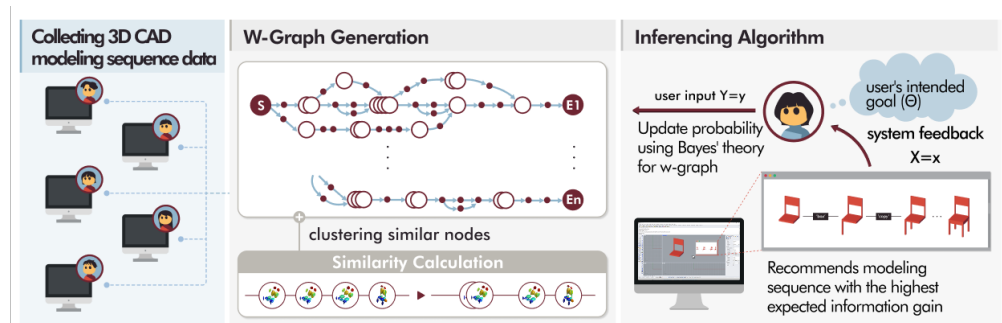 Collecting 3D CAD
modeling sequence data
W-Graph Generation
S
E1
En
clustering similar nodes
Similarity Calculation
Inferencing Algorithm
user's intended
goal (Θ)
user input Y=y
Update probability
using Bayes' theory
for w-graph
system feedback
X=x
Recommends modeling
sequence with the highest
expected information gain